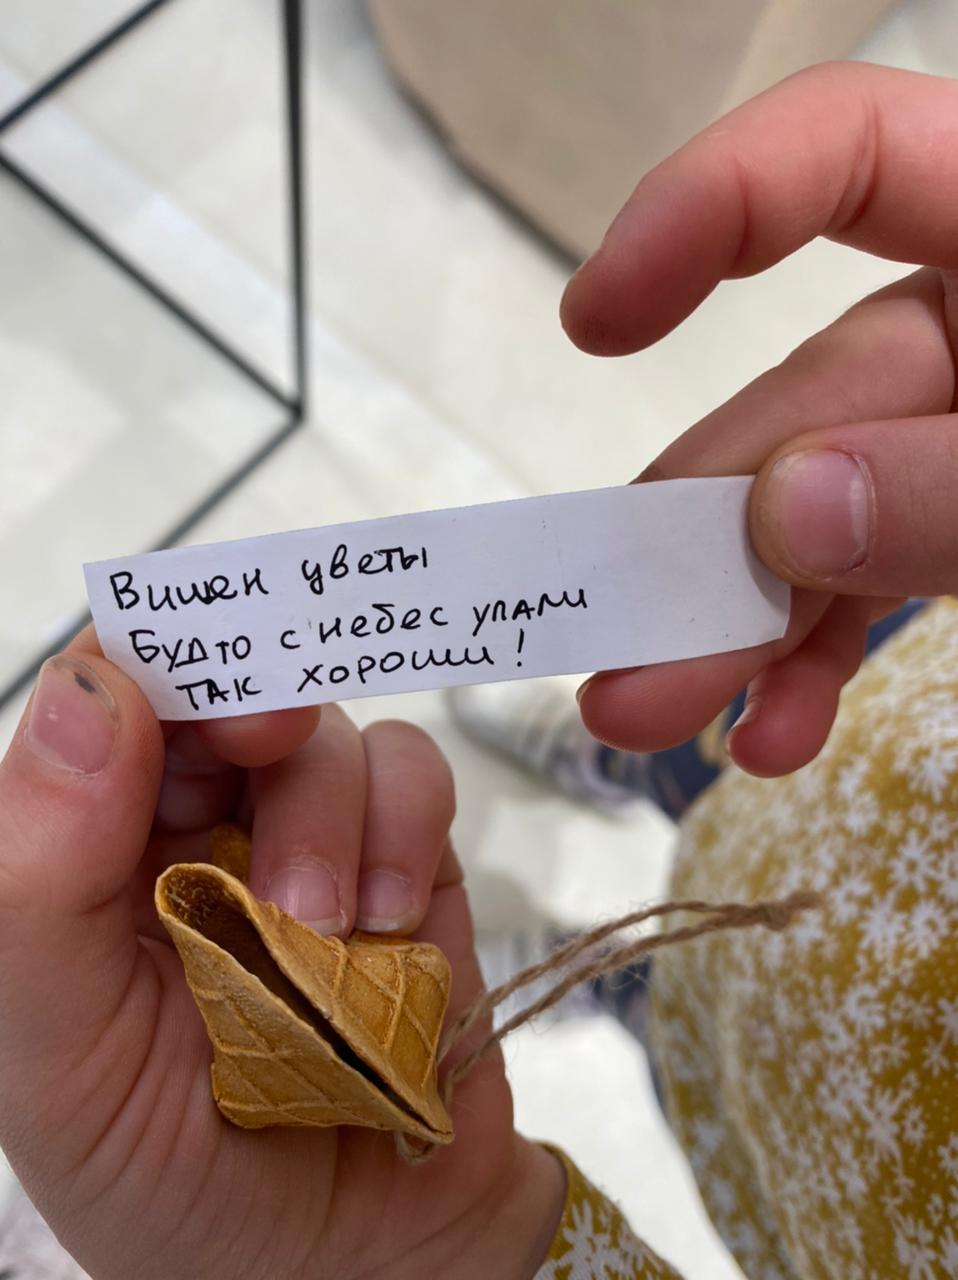 Вишен цветы
Будто с небес упали
так хороши!